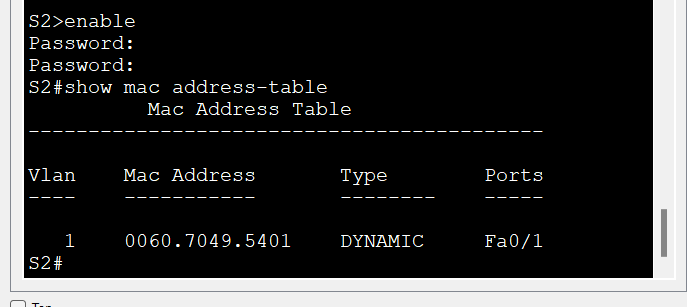 S2>enable
Password:
Password:
S2#show mac address-table
Mac Address Table
-------------------------------------------
Vlan    Mac Address       Type        Ports
----    -----------       --------    -----
1    0060.7049.5401    DYNAMIC     Fa0/1
S2#